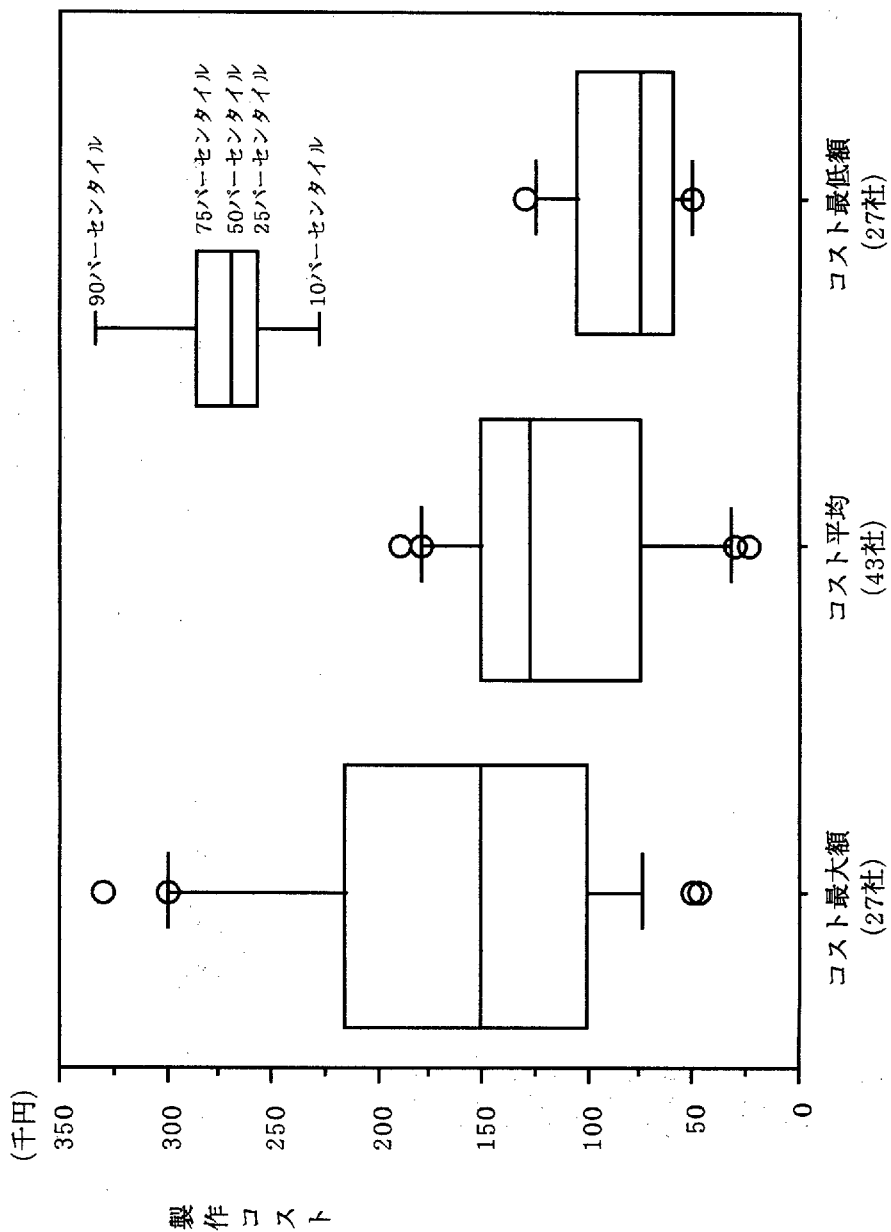 (千円)
350
300
250
200
150
100
50
0
製作コスト
90パーセンタイル
75パーセンタイル
50パーセンタイル
25パーセンタイル
10パーセンタイル
コスト最大額
(27社)
コスト平均
(43社)
コスト最低額
(27社)